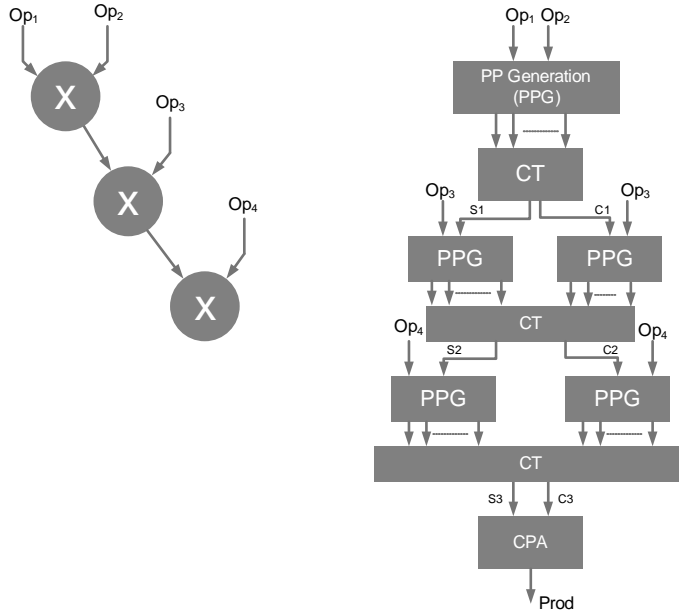 Op1
Op2
X
Op3
X
Op4
X
Op1 Op2
PP Generation
(PPG)
CT
Op3 S1 C1 Op3
PPG PPG
CT
Op4 S2 C2 Op4
PPG PPG
CT
S3 C3
CPA
Prod